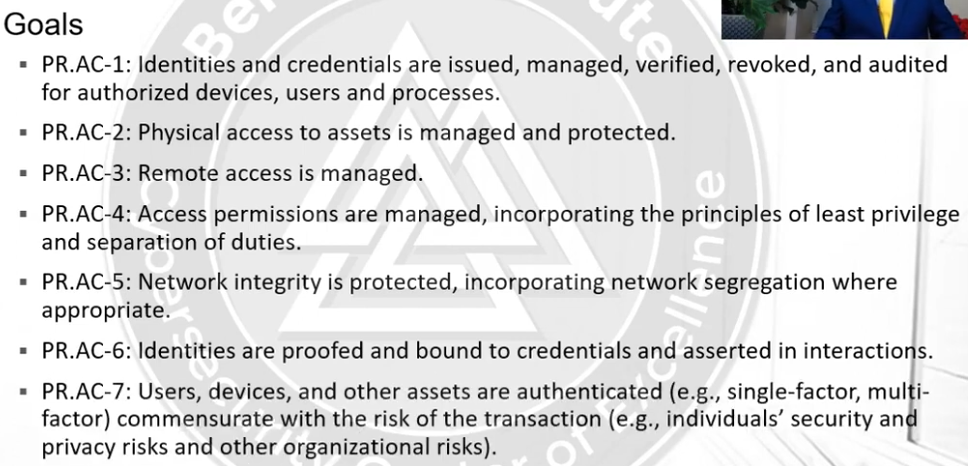 Goals
▪ PR.AC-1: Identities and credentials are issued, managed, verified, revoked, and audited
for authorized devices, users and processes.
▪ PR.AC-2: Physical access to assets is managed and protected.
▪ PR.AC-3: Remote access is managed.
▪ PR.AC-4: Access permissions are managed, incorporating the principles of least privilege
and separation of duties.
▪ PR.AC-5: Network integrity is protected, incorporating network segregation where
appropriate.
▪ PR.AC-6: Identities are proofed and bound to credentials and asserted in interactions.
▪ PR.AC-7: Users, devices, and other assets are authenticated (e.g., single-factor, multi-
factor) commensurate with the risk of the transaction (e.g., individuals’ security and
privacy risks and other organizational risks).